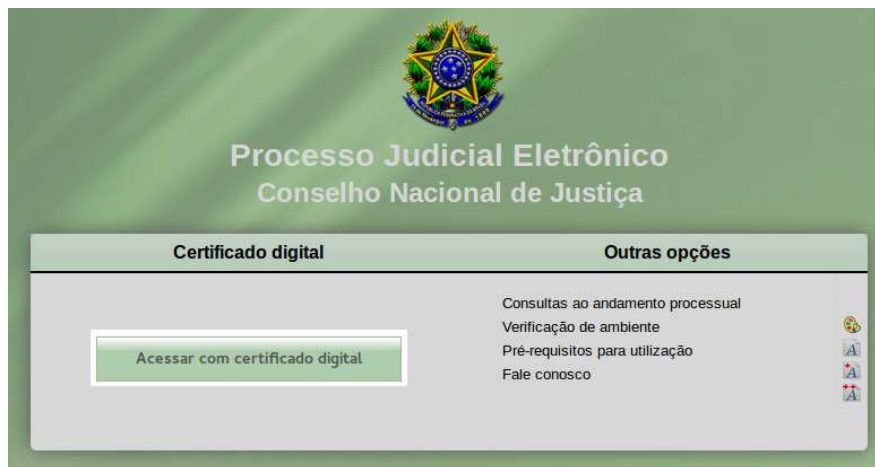 Processo Judicial Eletrônico
Conselho Nacional de Justiça
Certificado digital
Outras opções
Acessar com certificado digital
Consultas ao andamento processual
Verificação de ambiente
Pré-requisitos para utilização
Fale conosco
A
A
A